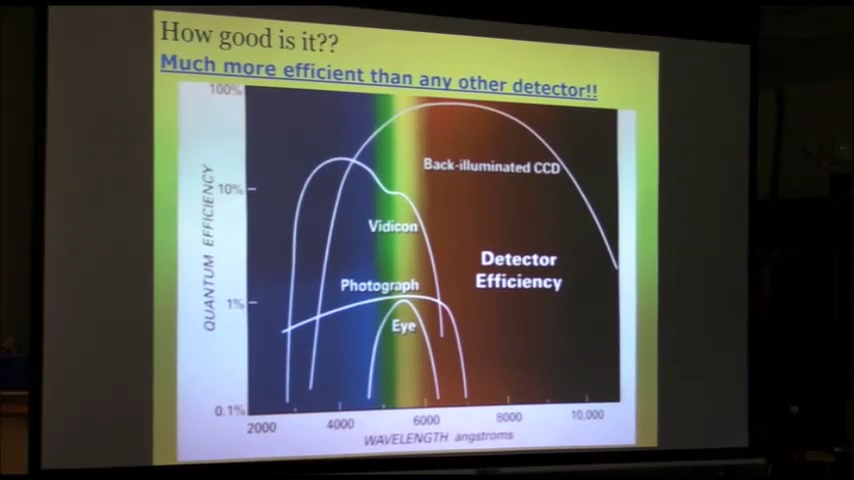 How good is it??
Much more efficient than any other detector!!
100%
10%
1%
0.1%
QUANTUM EFFICIENCY
Back-illuminated CCD
Vidicon
Detector
Efficiency
Photograph
Eye
2000 4000 6000 8000 10,000
WAVELENGTH angstroms